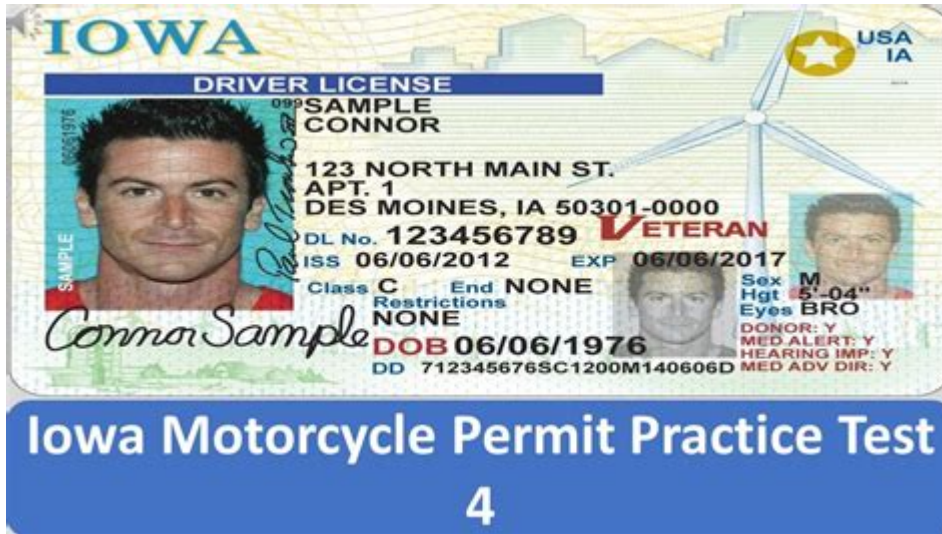 IOWA
USA
IA
DRIVER LICENSE
099 SAMPLE
CONNOR
123 NORTH MAIN ST.
APT. 1
DES MOINES, IA 50301-0000
DL No. 123456789 VETERAN
ISS 06/06/2012 EXP 06/06/2017
Class C End NONE
Restrictions
NONE
Sex M
Hgt 5'-04"
Eyes BRO
DOB 06/06/1976
DONOR: Y
MED ALERT: Y
HEARING IMP: Y
MED ADV DIR: Y
DD 712345676SC1200M140606D
06061976
SAMPLE
Connor Sample
Iowa Motorcycle Permit Practice Test
4